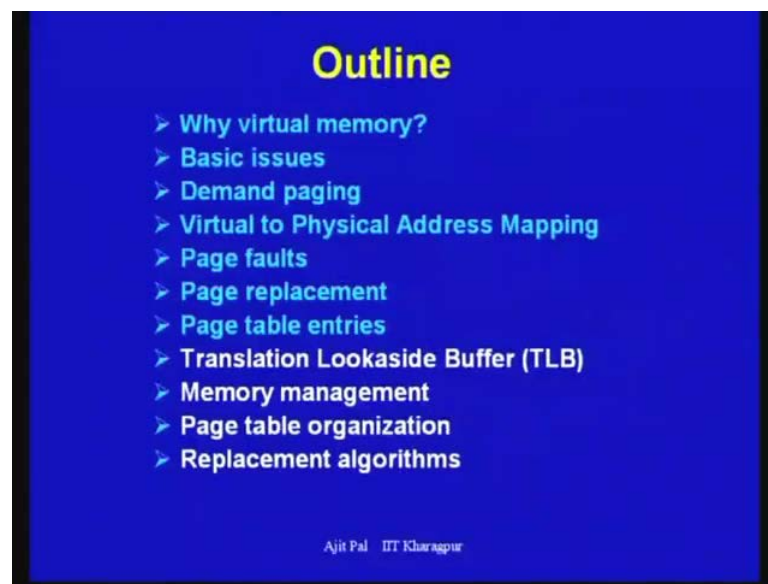 Outline
➢ Why virtual memory?
➢ Basic issues
➢ Demand paging
➢ Virtual to Physical Address Mapping
➢ Page faults
➢ Page replacement
➢ Page table entries
➢ Translation Lookaside Buffer (TLB)
➢ Memory management
➢ Page table organization
➢ Replacement algorithms
Ajit Pal IIT Kharagpur